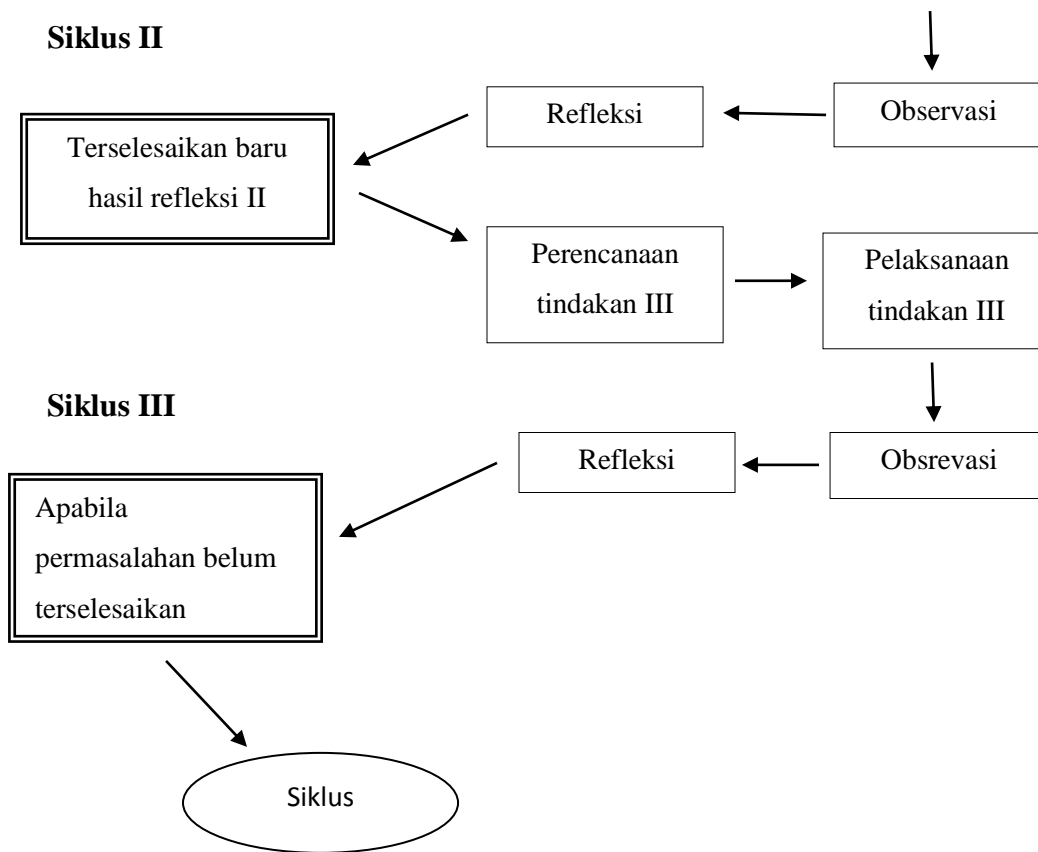 Siklus II
Observasi
Refleksi
Terselesaikan baru
hasil refleksi II
Perencanaan
tindakan III
Pelaksanaan
tindakan III
Siklus III
Obsrevasi
Refleksi
Apabila
permasalahan belum
terselesaikan
Siklus